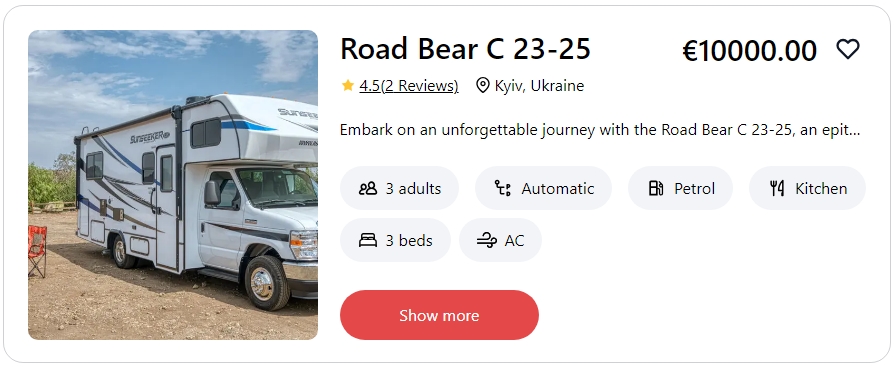 Road Bear C 23-25
€10000.00
4.5(2 Reviews)
Kyiv, Ukraine
Embark on an unforgettable journey with the Road Bear C 23-25, an epit...
3 adults
Automatic
Petrol
Kitchen
3 beds
AC
Show more
SUNSEEKER
SUNSEEKER